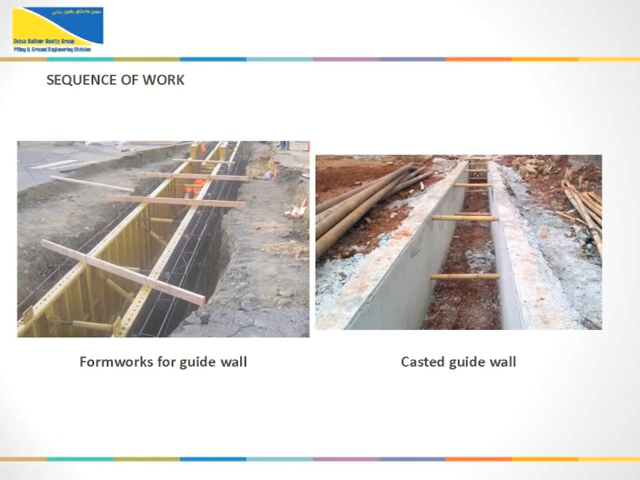 Dutco Balfour Beatty Group
Piling & Ground Engineering Division
SEQUENCE OF WORK
Formworks for guide wall
Casted guide wall